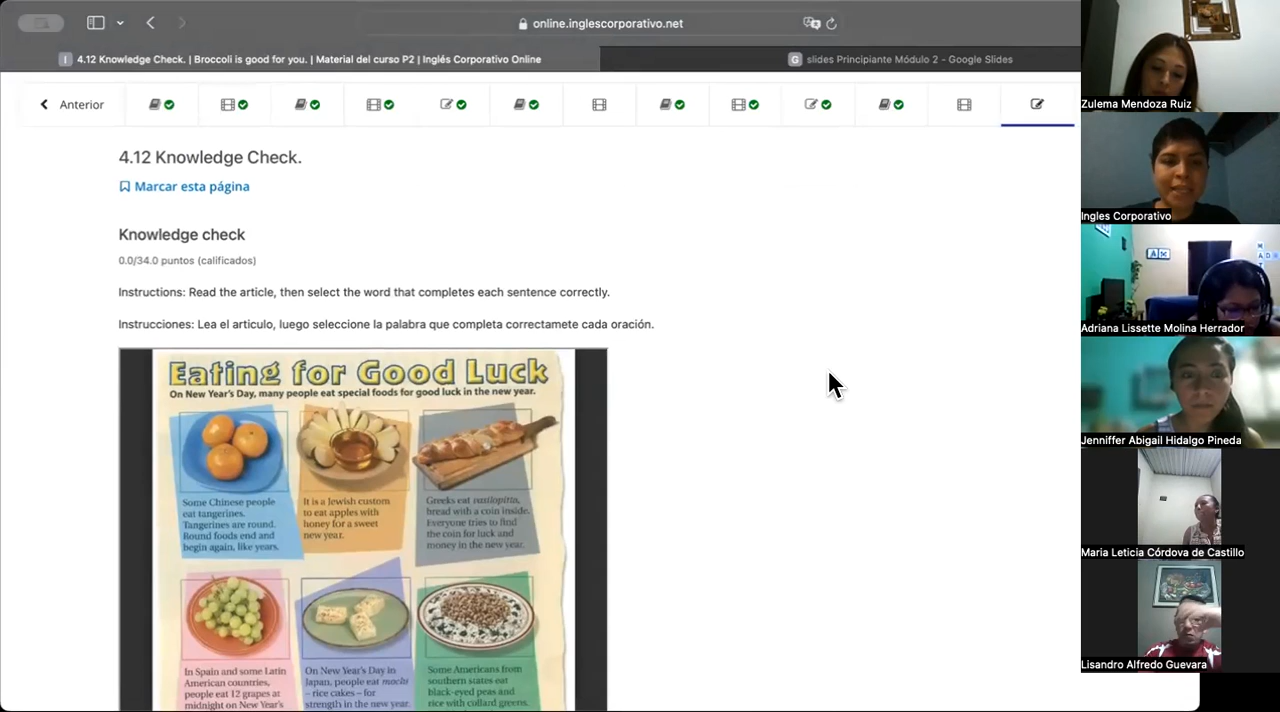 online.inglescorporativo.net
4.12 Knowledge Check. | Broccoli is good for you. | Material del curso P2 | Inglés Corporativo Online
G slides Principiante Módulo 2 - Google Slides
Anterior
4.12 Knowledge Check.
Marcar esta página
Knowledge check
0.0/34.0 puntos (calificados)
Instructions: Read the article, then select the word that completes each sentence correctly.
Instrucciones: Lea el articulo, luego seleccione la palabra que completa correctamete cada oración.
Eating for Good Luck
On New Year's Day, many people eat special foods for good luck in the new year.
Some Chinese people
eat tangerines.
Tangerines are round.
Round foods end and
begin again, like years.
It is a Jewish custom
to eat apples with
honey for a sweet
new year.
Greeks eat vasilopitta,
bread with a coin inside.
Everyone tries to find
the coin for luck and
money in the new year.
In Spain and some Latin
American countries,
people eat 12 grapes at
midnight on New Year's
On New Year's Day in
Japan, people eat mochi
– rice cakes – for
strength in the new year.
Some Americans from
southern states eat
black-eyed peas and
rice with collard greens.
Zulema Mendoza Ruiz
Ingles Corporativo
Adriana Lissette Molina Herrador
Jenniffer Abigail Hidalgo Pineda
Maria Leticia Córdova de Castillo
Lisandro Alfredo Guevara